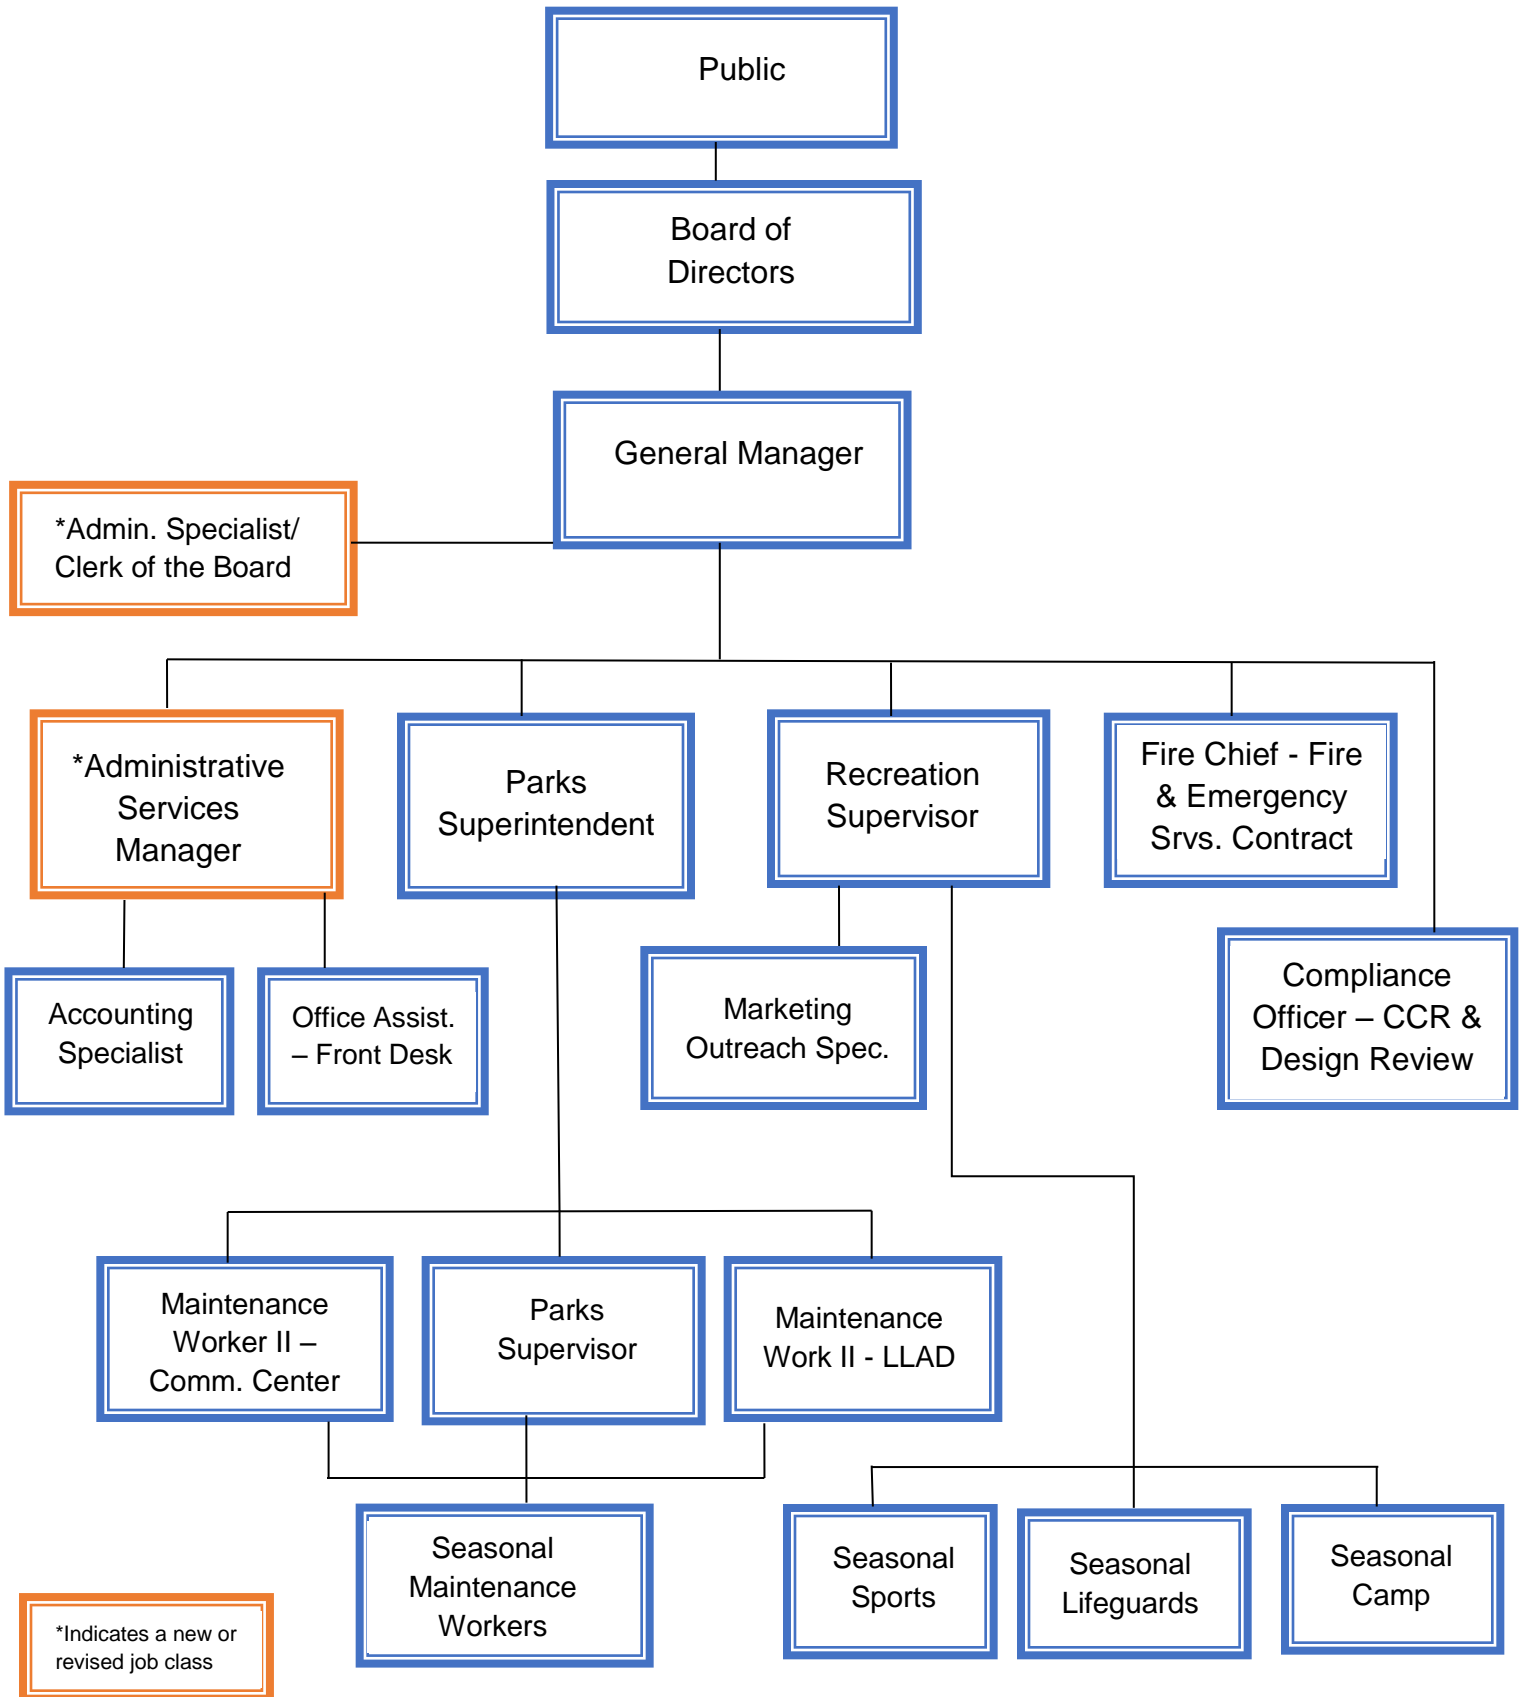 Public
Board of
Directors
General Manager
*Admin. Specialist/
Clerk of the Board
*Administrative
Services
Manager
Parks
Superintendent
Recreation
Supervisor
Fire Chief - Fire
& Emergency
Srvs. Contract
Accounting
Specialist
Office Assist.
– Front Desk
Marketing
Outreach Spec.
Compliance
Officer – CCR &
Design Review
Maintenance
Worker II –
Comm. Center
Parks
Supervisor
Maintenance
Work II - LLAD
Seasonal
Maintenance
Workers
Seasonal
Sports
Seasonal
Lifeguards
Seasonal
Camp
*Indicates a new or
revised job class